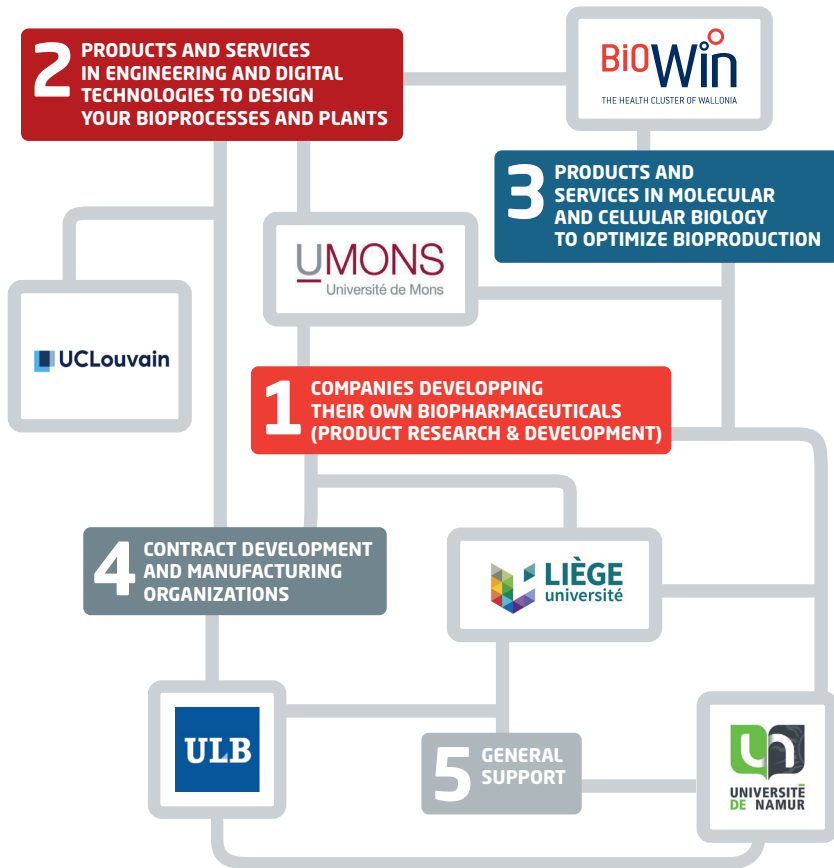 2
PRODUCTS AND SERVICES
IN ENGINEERING AND DIGITAL
TECHNOLOGIES TO DESIGN
YOUR BIOPROCESSES AND PLANTS
BiOWin
THE HEALTH CLUSTER OF WALLONIA
3
PRODUCTS AND
SERVICES IN MOLECULAR
AND CELLULAR BIOLOGY
TO OPTIMIZE BIOPRODUCTION
UMONS
Université de Mons
UCLouvain
1
COMPANIES DEVELOPPING
THEIR OWN BIOPHARMACEUTICALS
(PRODUCT RESEARCH & DEVELOPMENT)
4
CONTRACT DEVELOPMENT
AND MANUFACTURING
ORGANIZATIONS
LIÈGE
université
ULB
5
GENERAL
SUPPORT
un
UNIVERSITÉ
DE NAMUR